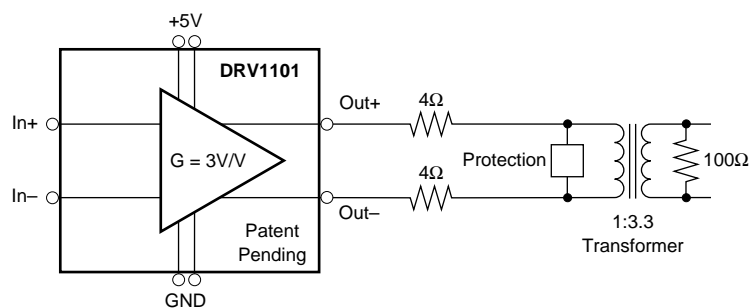 +5V
DRV1101
In+
In–
G = 3V/V
Out+
Out–
4Ω
4Ω
Protection
100Ω
1:3.3
Transformer
Patent
Pending
GND